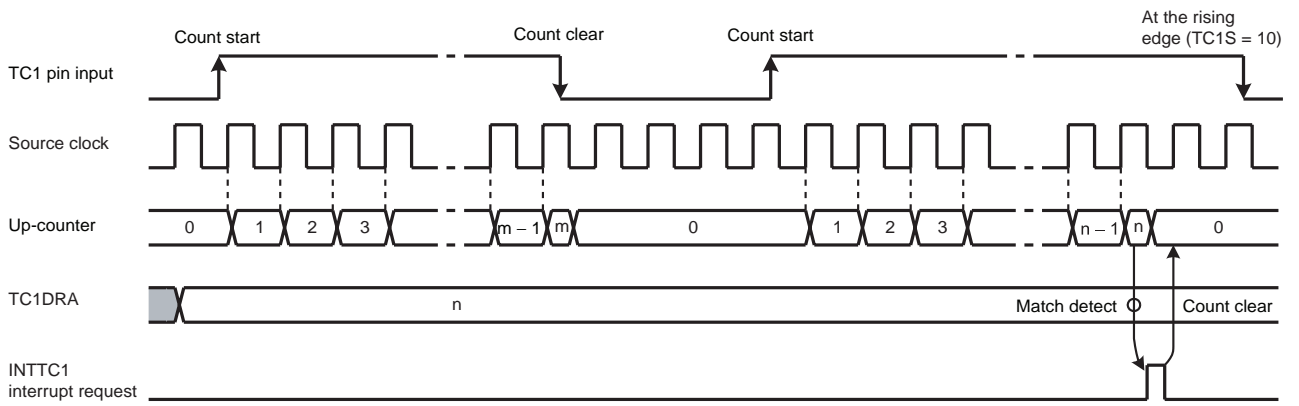 At the rising
edge (TC1S = 10)
Count start
Count clear
Count start
TC1 pin input
Source clock
Up-counter
0
1
2
3
m – 1
m
0
1
2
3
n – 1
n
0
TC1DRA
n
Match detect
Count clear
INTTC1
interrupt request